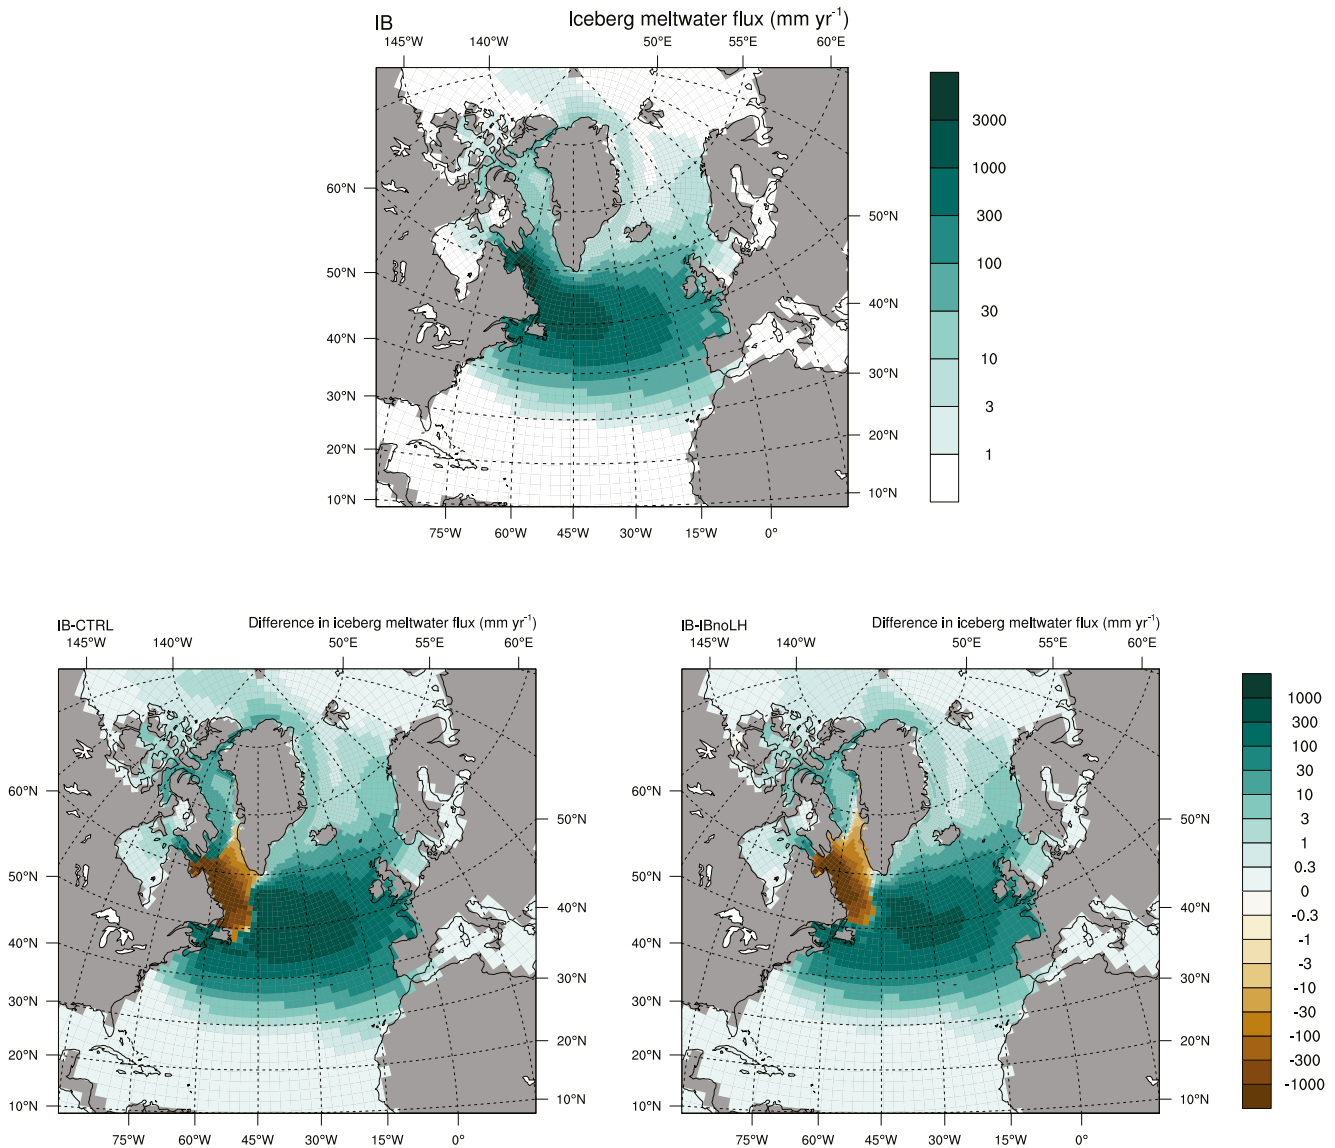 IB Iceberg meltwater flux (mm yr⁻¹)
145°W 140°W 50°E 55°E 60°E
3000
1000
300
100
30
10
3
1
60°N
50°N
40°N
30°N
20°N
10°N
50°N
40°N
30°N
20°N
10°N
75°W 60°W 45°W 30°W 15°W 0°
IB-CTRL Difference in iceberg meltwater flux (mm yr⁻¹)
145°W 140°W 50°E 55°E 60°E
60°N
50°N
40°N
30°N
20°N
10°N
50°N
40°N
30°N
20°N
10°N
75°W 60°W 45°W 30°W 15°W 0°
IB-IBnoLH Difference in iceberg meltwater flux (mm yr⁻¹)
145°W 140°W 50°E 55°E 60°E
60°N
50°N
40°N
30°N
20°N
10°N
50°N
40°N
30°N
20°N
10°N
75°W 60°W 45°W 30°W 15°W 0°
1000
300
100
30
10
3
1
0.3
0
-0.3
-1
-3
-10
-30
-100
-300
-1000